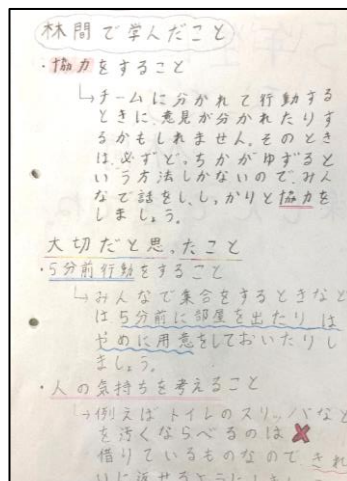 林間で学んだこと
・協力をすること
↳チームに分かれて行動する
ときに、意見が分かれたりす
るかもしれません。そのとき
は、必ずどっちかがゆずると
いう方法しかないので、みん
なで話をし、しっかりと協力を
しましょう。
大切だと思ったこと
・5分前行動をすること
↳みんなで集合をするときなど
は5分前に部屋を出たり、は
やめに用意をしておいたりし
ましょう。
・人の気持ちを考えること
↳例えばトイレのスリッパなど
を汚くならべるのは✗
借りているものなので、きれ
いに返せるように